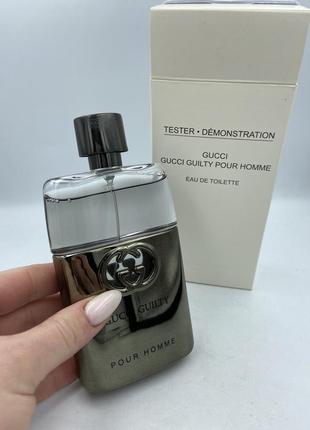 TESTER • DÉMONSTRATION
GUCCI
GUCCI GUILTY POUR HOMME
EAU DE TOILETTE
GUCCI GUILTY
POUR HOMME